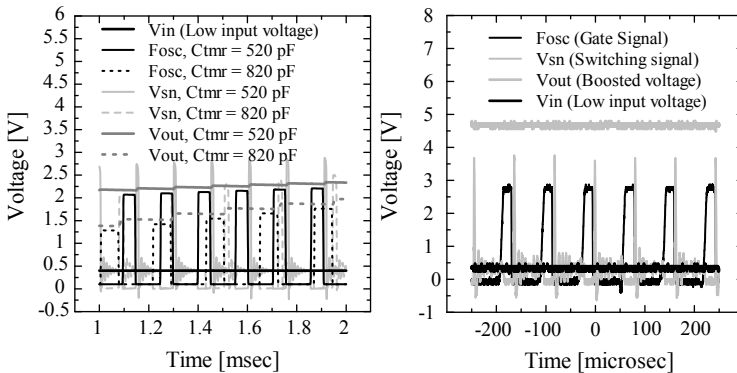 6
5.5
5
4.5
4
3.5
3
2.5
2
1.5
1
0.5
0
-0.5
Voltage [V]
Vin (Low input voltage)
Fosc, Ctmr = 520 pF
Fosc, Ctmr = 820 pF
Vsn, Ctmr = 520 pF
Vsn, Ctmr = 820 pF
Vout, Ctmr = 520 pF
Vout, Ctmr = 820 pF
1 1.2 1.4 1.6 1.8 2
Time [msec]
8
7
6
5
4
3
2
1
0
-1
Voltage [V]
Fosc (Gate Signal)
Vsn (Switching signal)
Vout (Boosted voltage)
Vin (Low input voltage)
-200 -100 0 100 200
Time [microsec]